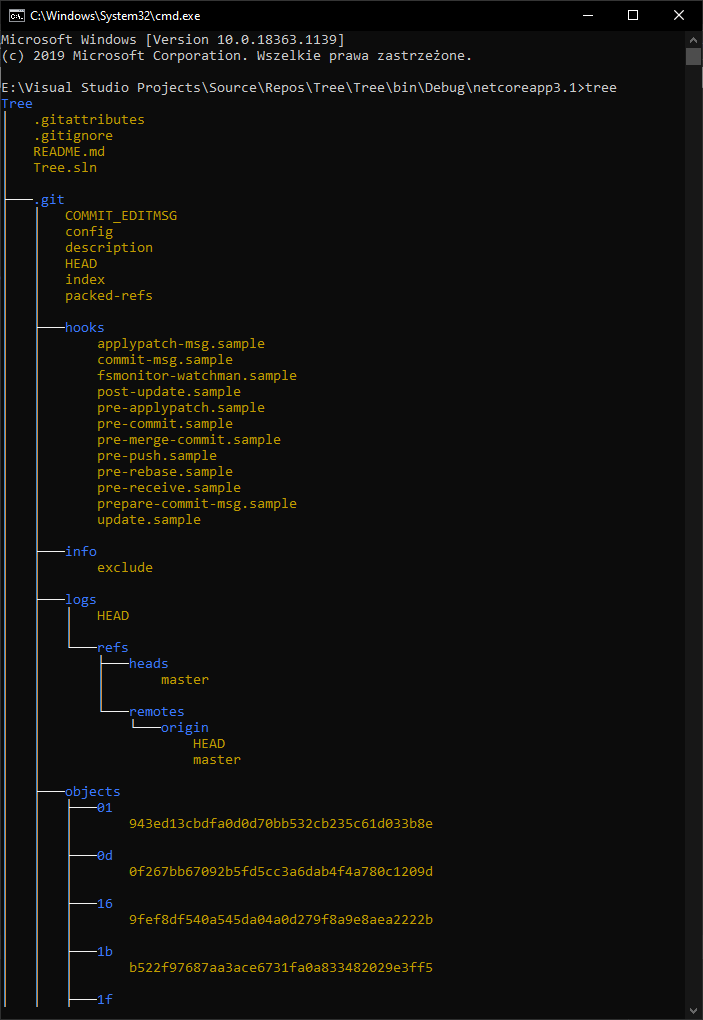 C:\Windows\System32\cmd.exe
Microsoft Windows [Version 10.0.18363.1139]
(c) 2019 Microsoft Corporation. Wszelkie prawa zastrzeżone.
E:\Visual Studio Projects\Source\Repos\Tree\Tree\bin\Debug\netcoreapp3.1>tree
Tree
.gitattributes
.gitignore
README.md
Tree.sln
.git
COMMIT_EDITMSG
config
description
HEAD
index
packed-refs
hooks
applypatch-msg.sample
commit-msg.sample
fsmonitor-watchman.sample
post-update.sample
pre-applypatch.sample
pre-commit.sample
pre-merge-commit.sample
pre-push.sample
pre-rebase.sample
pre-receive.sample
prepare-commit-msg.sample
update.sample
info
exclude
logs
HEAD
refs
heads
master
remotes
origin
HEAD
master
objects
01
943ed13cbdfa0d0d70bb532cb235c61d033b8e
0d
0f267bb67092b5fd5cc3a6dab4f4a780c1209d
16
9fef8df540a545da04a0d279f8a9e8aea2222b
1b
b522f97687aa3ace6731fa0a833482029e3ff5
1f